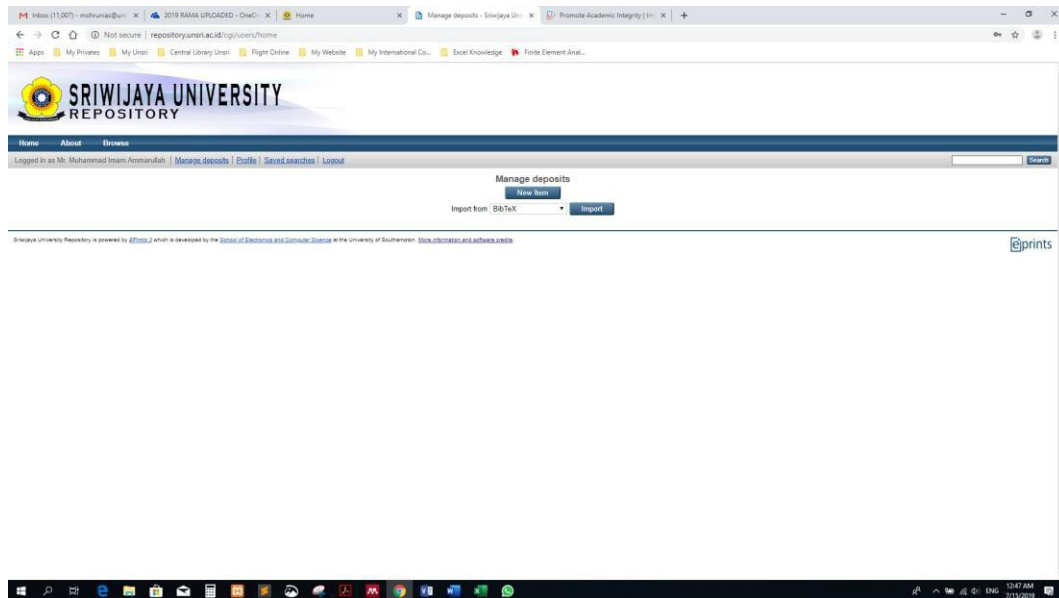 Inbox (11,007) - mohruniax@uns
2019 RAMA UPLOADED - OneDr
Home
Manage deposits - Sriwijaya Uni
Promote Academic Integrity | Im
Not secure | repository.unsri.ac.id/cgi/users/home
Apps My Privates My Unsri Central Library Unsri Flight Online My Website My International Co... Excel Knowledge Finite Element Anal...
SRIWIJAYA UNIVERSITY
REPOSITORY
Home About Browse
Logged in as Mr. Muhammad Imam Ammarullah | Manage deposits | Profile | Saved searches | Logout
Search
Manage deposits
New Item
Import from BibTeX Import
Sriwijaya University Repository is powered by EPrints 3 which is developed by the School of Electronics and Computer Science at the University of Southampton. More information and software credits.
eprints
ENG
12:47 AM
7/15/2019